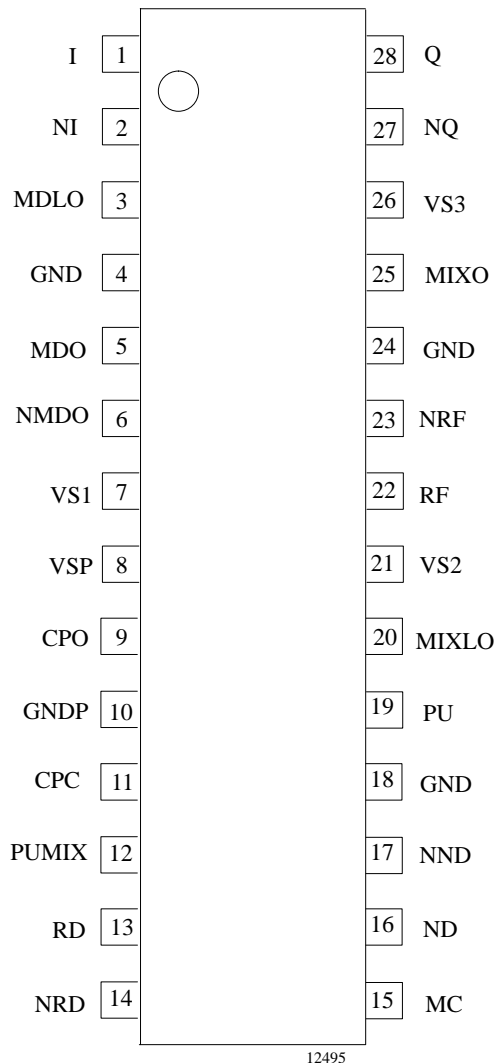 I 1 28 Q
NI 2 27 NQ
MDLO 3 26 VS3
GND 4 25 MIXO
MDO 5 24 GND
NMDO 6 23 NRF
VS1 7 22 RF
VSP 8 21 VS2
CPO 9 20 MIXLO
GNDP 10 19 PU
CPC 11 18 GND
PUMIX 12 17 NND
RD 13 16 ND
NRD 14 15 MC
12495